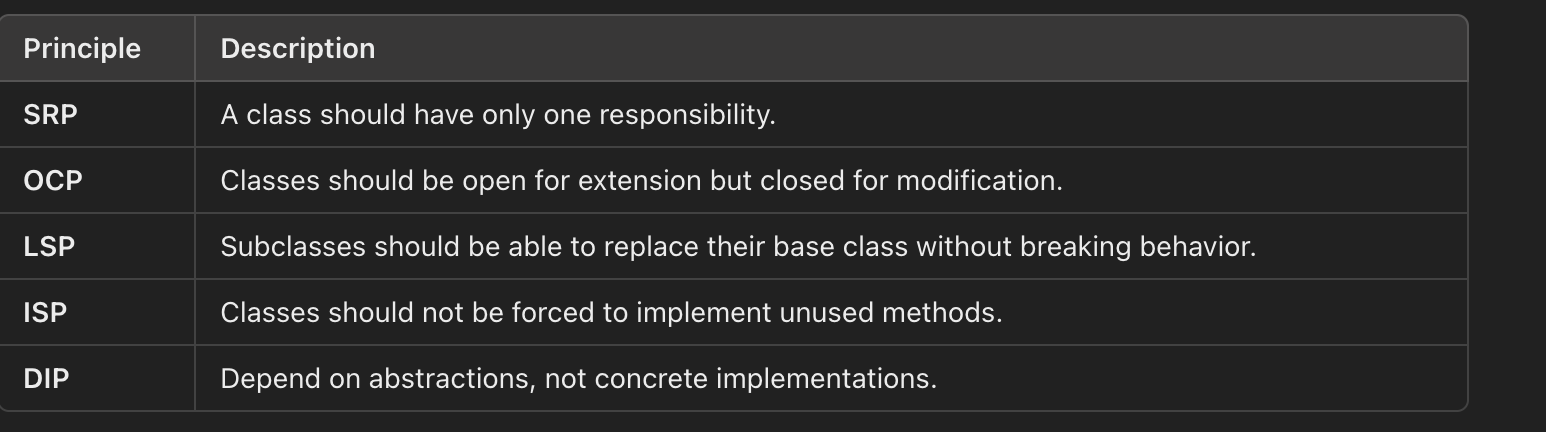 Principle Description
SRP A class should have only one responsibility.
OCP Classes should be open for extension but closed for modification.
LSP Subclasses should be able to replace their base class without breaking behavior.
ISP Classes should not be forced to implement unused methods.
DIP Depend on abstractions, not concrete implementations.